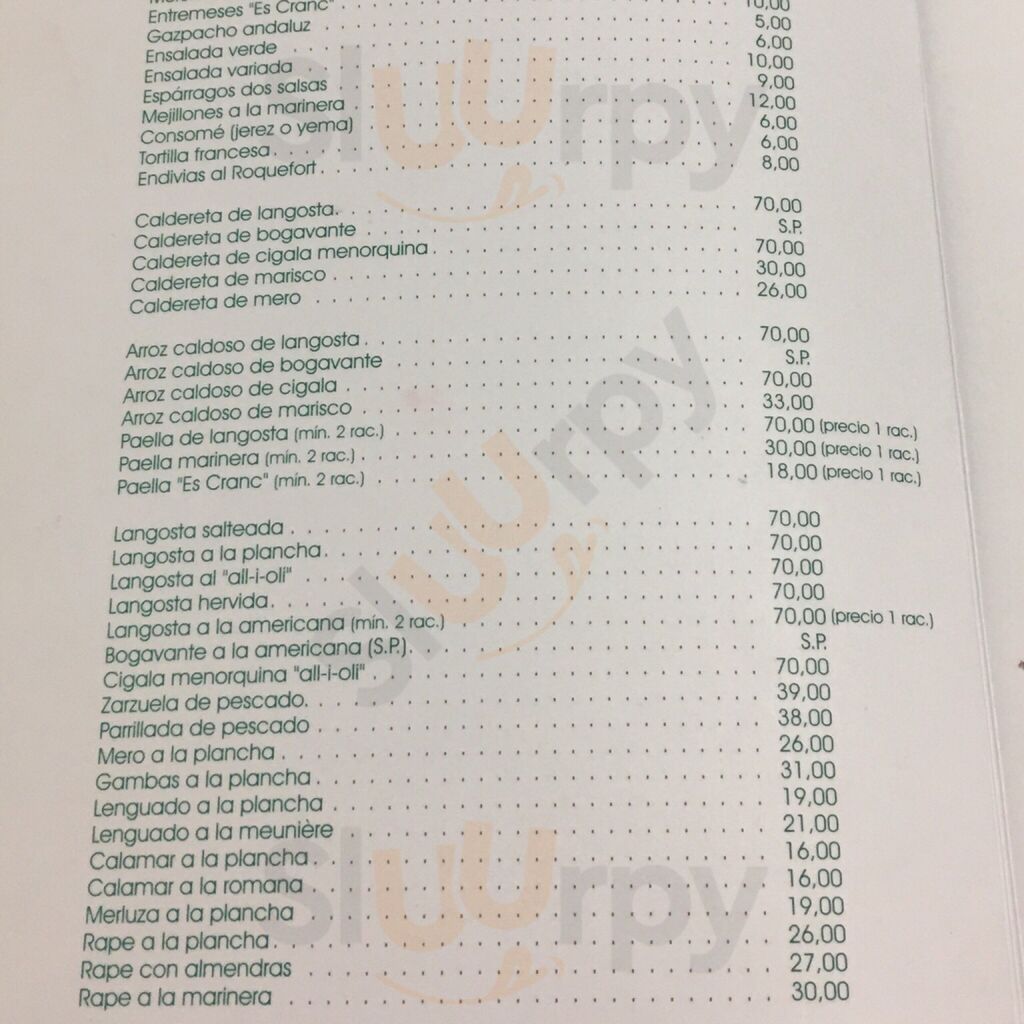 Entremeses "Es Cranc" . . . 10,00
Gazpacho andaluz . . . 5,00
Ensalada verde . . . 6,00
Ensalada variada . . . 10,00
Espárragos dos salsas . . . 9,00
Mejillones a la marinera . . . 12,00
Consomé (jerez o yema) . . . 6,00
Tortilla francesa . . . 6,00
Endivias al Roquefort . . . 8,00
Caldereta de langosta . . . 70,00
Caldereta de bogavante . . . S.P.
Caldereta de cigala menorquina . . . 70,00
Caldereta de marisco . . . 30,00
Caldereta de mero . . . 26,00
Arroz caldoso de langosta . . . 70,00
Arroz caldoso de bogavante . . . S.P.
Arroz caldoso de cigala . . . 70,00
Arroz caldoso de marisco . . . 33,00
Paella de langosta (mín. 2 rac.) . . . 70,00 (precio 1 rac.)
Paella marinera (mín. 2 rac.) . . . 30,00 (precio 1 rac.)
Paella "Es Cranc" (mín. 2 rac.) . . . 18,00 (precio 1 rac.)
Langosta salteada . . . 70,00
Langosta a la plancha . . . 70,00
Langosta al "all-i-oli" . . . 70,00
Langosta hervida . . . 70,00
Langosta a la americana (mín. 2 rac.) . . . 70,00 (precio 1 rac.)
Bogavante a la americana (S.P.) . . . S.P.
Cigala menorquina "all-i-oli" . . . 70,00
Zarzuela de pescado . . . 39,00
Parrillada de pescado . . . 38,00
Mero a la plancha . . . 26,00
Gambas a la plancha . . . 31,00
Lenguado a la plancha . . . 19,00
Lenguado a la meunière . . . 21,00
Calamar a la plancha . . . 16,00
Calamar a la romana . . . 16,00
Merluza a la plancha . . . 19,00
Rape a la plancha . . . 26,00
Rape con almendras . . . 27,00
Rape a la marinera . . . 30,00
Sluurpy
Sluurpy
Sluurpy